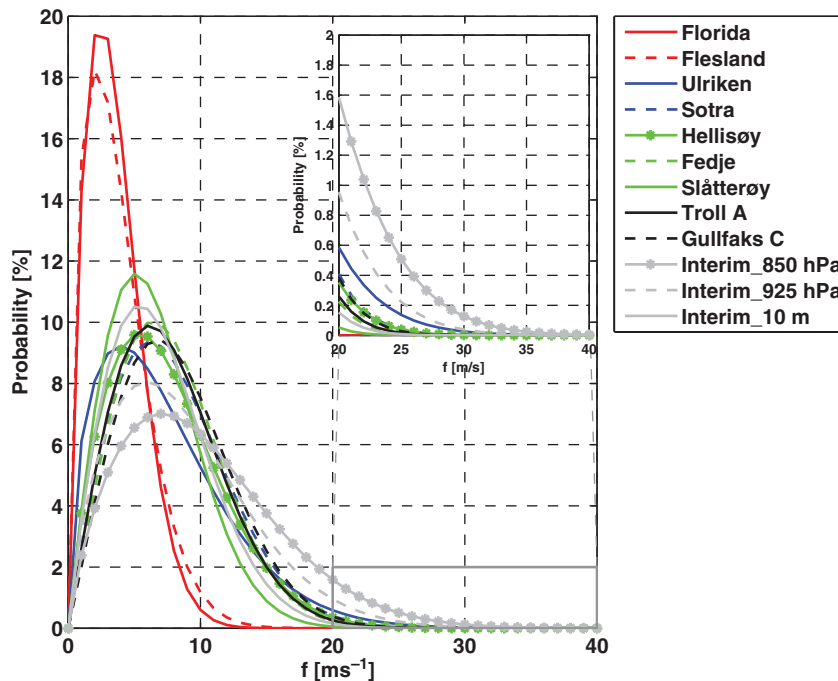 20
18
16
14
12
10
8
6
4
2
0
Probability [%]
0
10
20
30
40
f [ms⁻¹]
2
1.8
1.6
1.4
1.2
1
0.8
0.6
0.4
0.2
0
Probability [%]
20
25
30
35
40
f [m/s]
Florida
Flesland
Ulriken
Sotra
Hellisøy
Fedje
Slåtterøy
Troll A
Gullfaks C
Interim_850 hPa
Interim_925 hPa
Interim_10 m